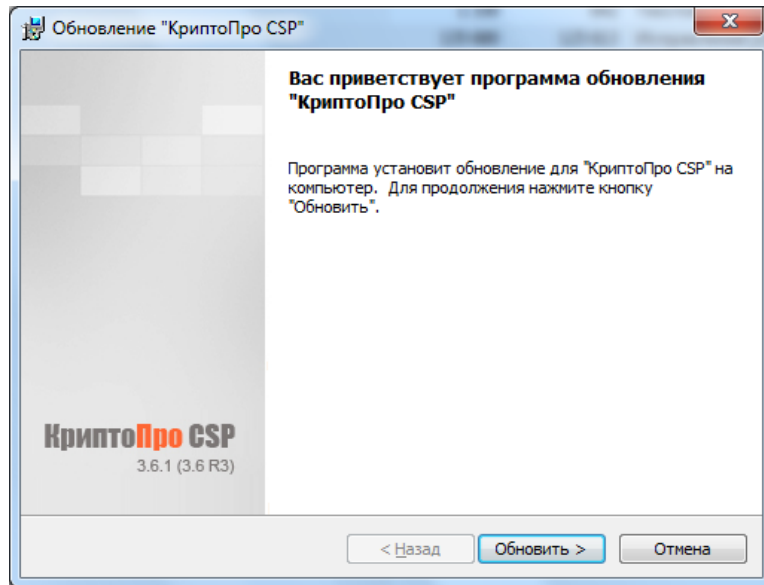 Обновление "КриптоПро CSP"
Вас приветствует программа обновления
"КриптоПро CSP"
Программа установит обновление для "КриптоПро CSP" на
компьютер. Для продолжения нажмите кнопку
"Обновить".
КриптоПро CSP
3.6.1 (3.6 R3)
< Назад
Обновить >
Отмена